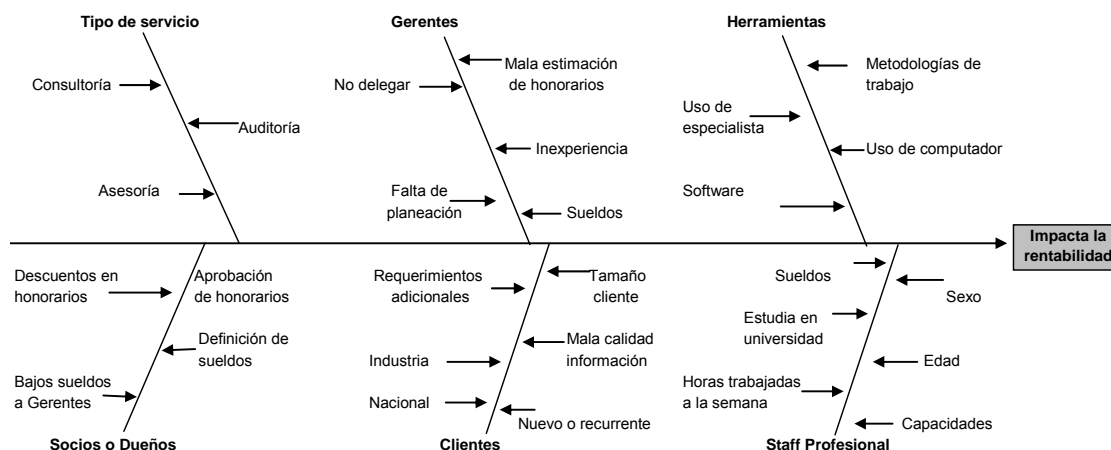 Tipo de servicio
Gerentes
Herramientas
Consultoría
Auditoría
Asesoría
Mala estimación
de honorarios
No delegar
Inexperiencia
Falta de
planeación
Sueldos
Metodologías de
trabajo
Uso de
especialista
Uso de computador
Software
Impacta la
rentabilidad
Descuentos en
honorarios
Aprobación
de honorarios
Definición de
sueldos
Bajos sueldos
a Gerentes
Socios o Dueños
Requerimientos
adicionales
Tamaño
cliente
Mala calidad
información
Industria
Nacional
Nuevo o recurrente
Clientes
Sueldos
Sexo
Estudia en
universidad
Edad
Horas trabajadas
a la semana
Capacidades
Staff Profesional